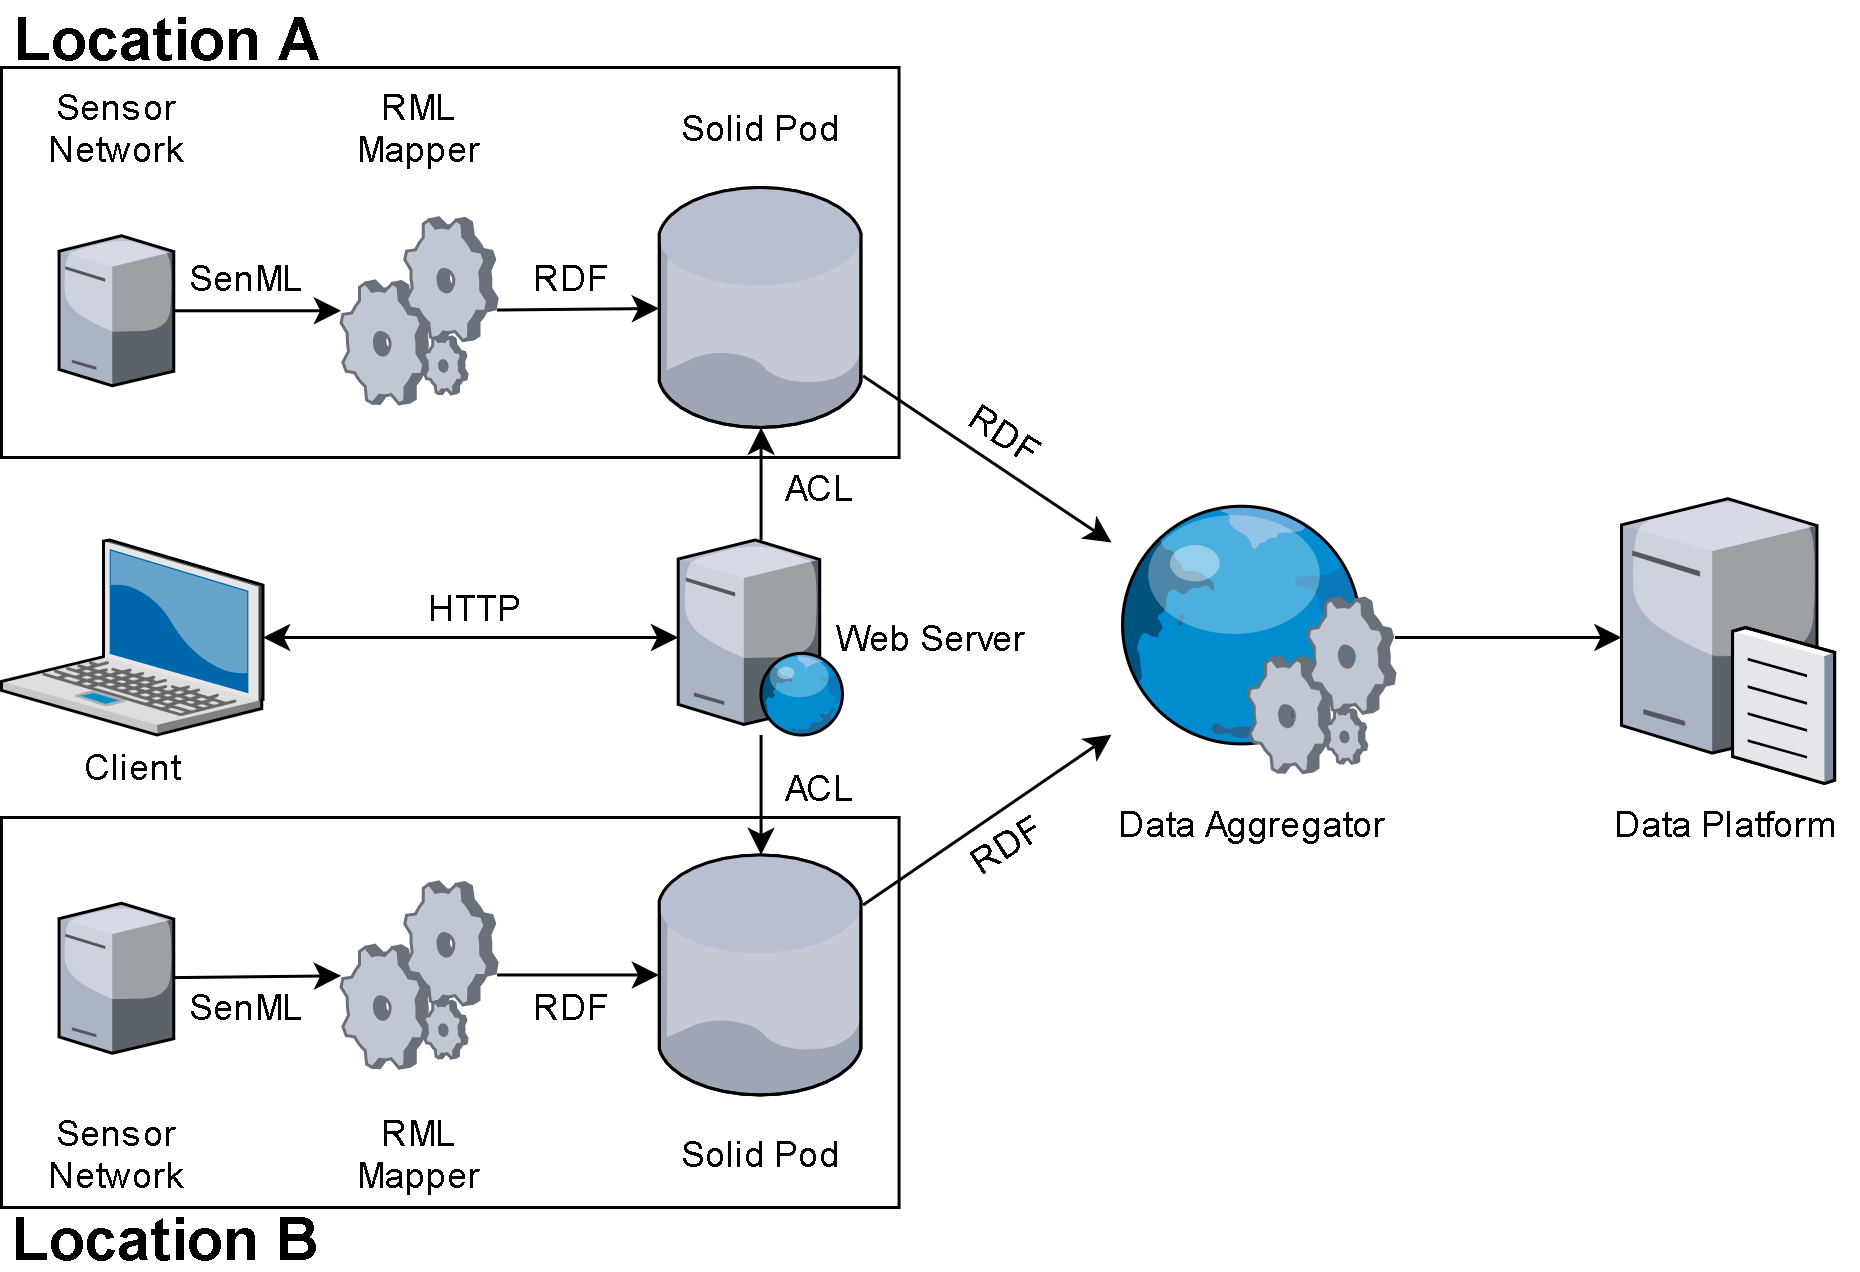 Location A
Sensor
Network
RML
Mapper
Solid Pod
SenML
RDF
RDF
ACL
HTTP
Web Server
Client
ACL
RDF
Data Aggregator
Data Platform
SenML
RDF
Sensor
Network
RML
Mapper
Solid Pod
Location B